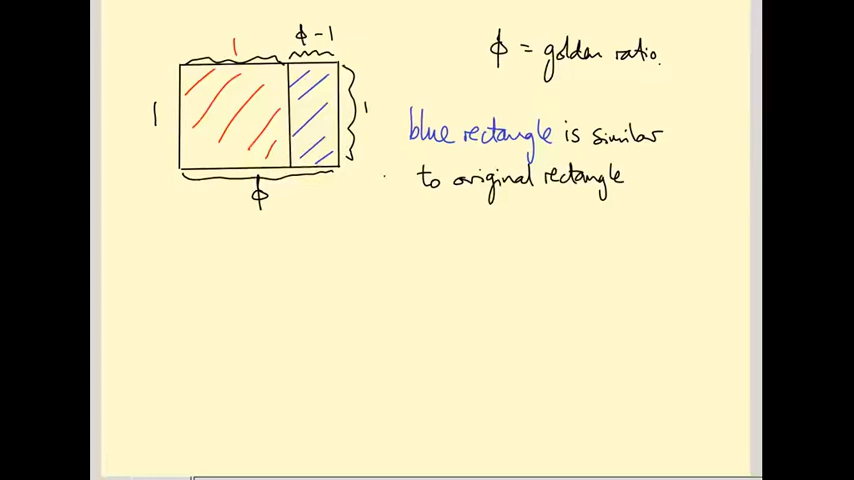 1
ϕ - 1
ϕ = golden ratio.
1
1
blue rectangle is similar
to original rectangle
ϕ